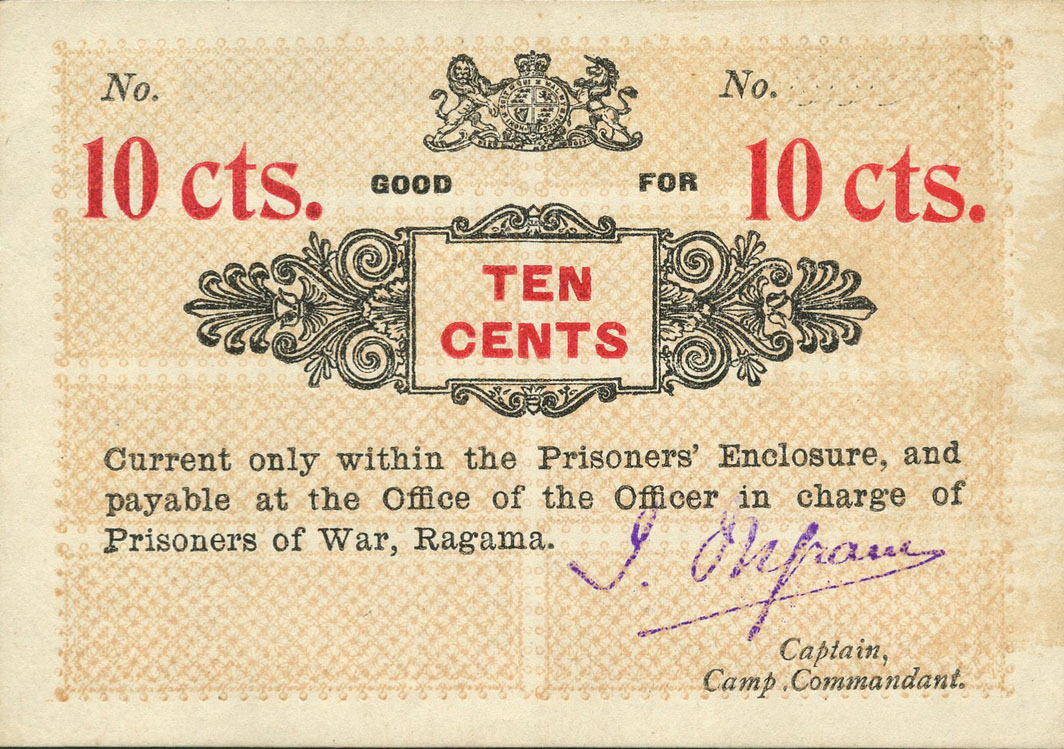 No.
No.
10 cts.
GOOD FOR
10 cts.
TEN
CENTS
Current only within the Prisoners' Enclosure, and
payable at the Office of the Officer in charge of
Prisoners of War, Ragama.
Captain,
Camp Commandant.